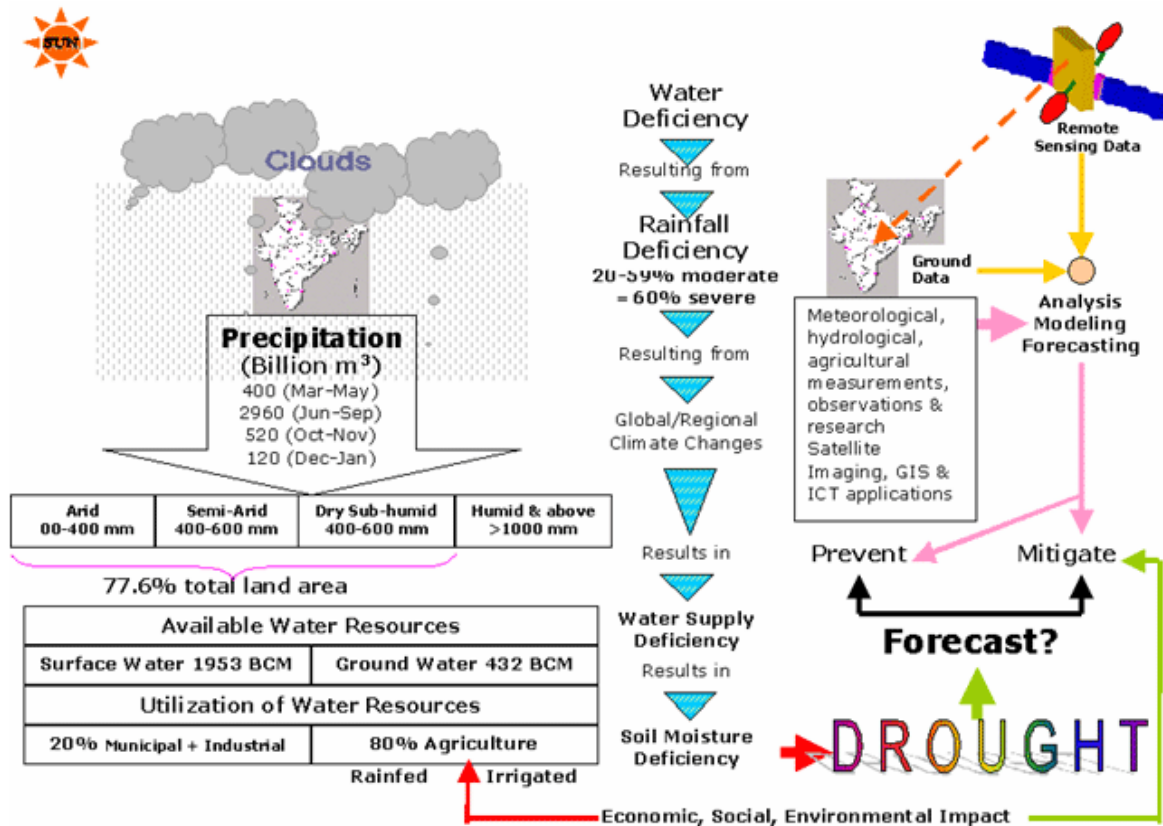 SUN
Clouds
Precipitation
(Billion m³)
400 (Mar-May)
2960 (Jun-Sep)
520 (Oct-Nov)
120 (Dec-Jan)
Arid
00-400 mm
Semi-Arid
400-600 mm
Dry Sub-humid
400-600 mm
Humid & above
>1000 mm
77.6% total land area
Available Water Resources
Surface Water 1953 BCM
Ground Water 432 BCM
Utilization of Water Resources
20% Municipal + Industrial
80% Agriculture
Rainfed
Irrigated
Water
Deficiency
Resulting from
Rainfall
Deficiency
20-59% moderate
= 60% severe
Resulting from
Global/Regional
Climate Changes
Results in
Water Supply
Deficiency
Results in
Soil Moisture
Deficiency
Remote
Sensing Data
Ground
Data
Analysis
Modeling
Forecasting
Meteorological,
hydrological,
agricultural
measurements,
observations &
research
Satellite
Imaging, GIS &
ICT applications
Prevent
Mitigate
Forecast?
DROUGHT
Economic, Social, Environmental Impact